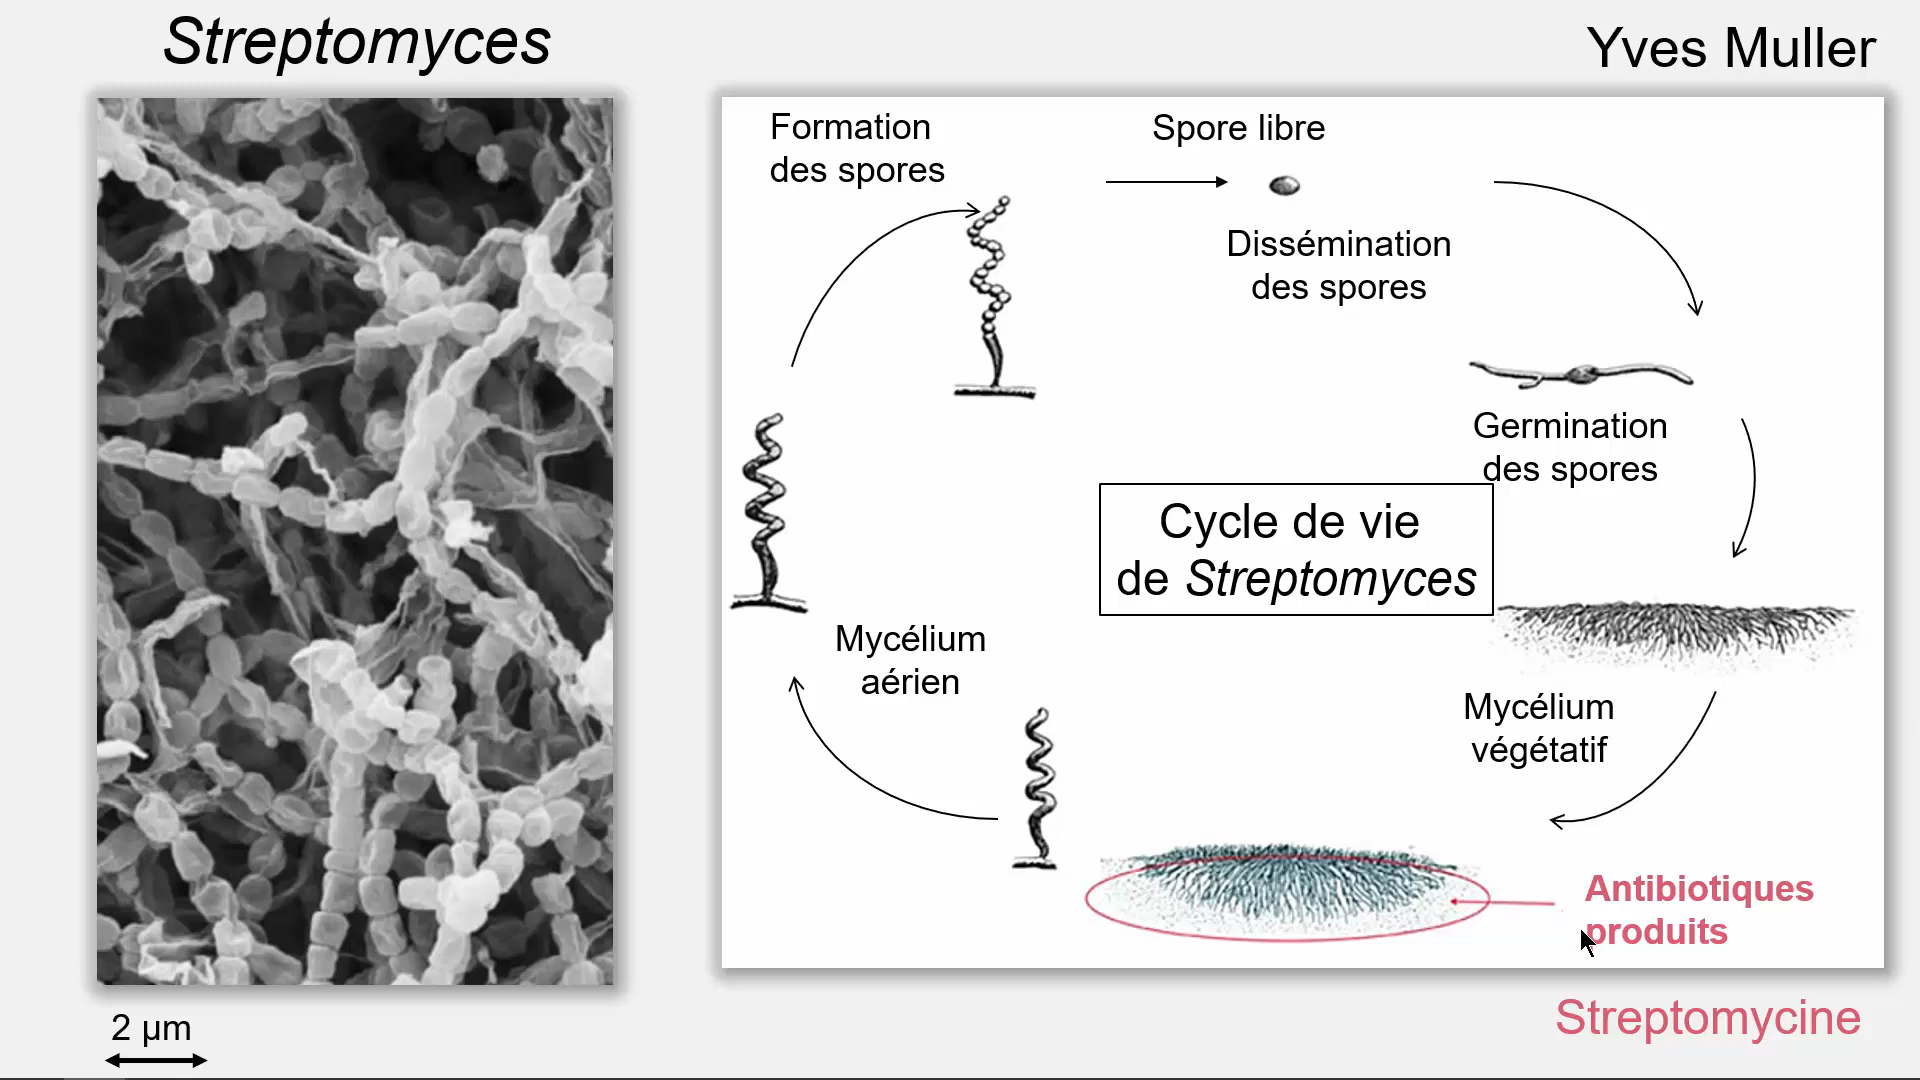 Streptomyces
Yves Muller
Formation
des spores
Spore libre
Dissémination
des spores
Germination
des spores
Cycle de vie
de Streptomyces
Mycélium
aérien
Mycélium
végétatif
Antibiotiques
produits
Streptomycine
2 µm